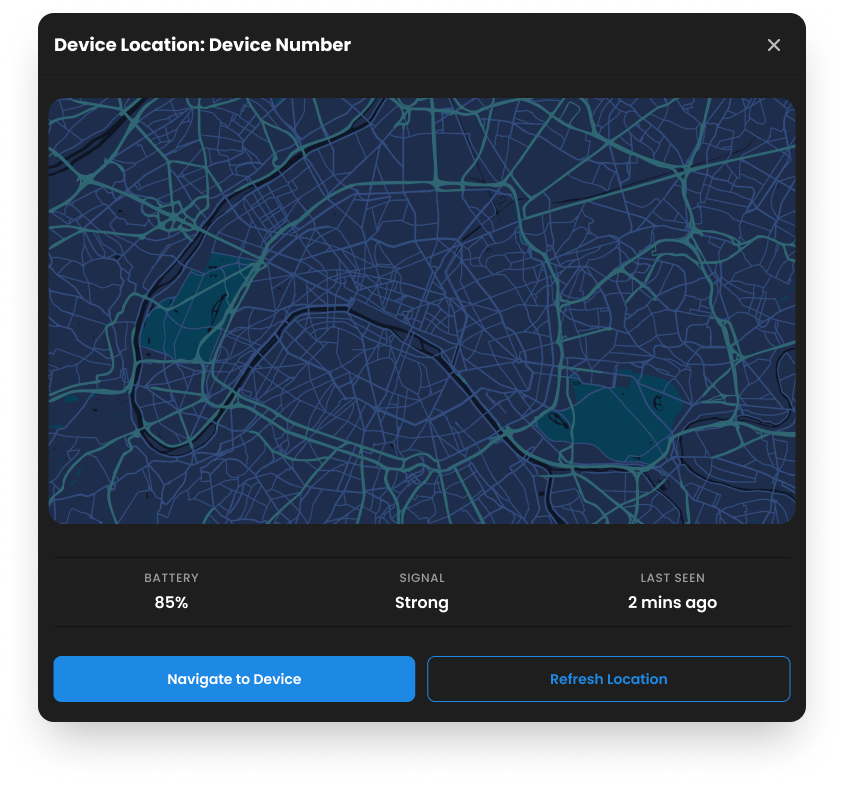 Device Location: Device Number
BATTERY
SIGNAL
LAST SEEN
85%
Strong
2 mins ago
Navigate to Device
Refresh Location